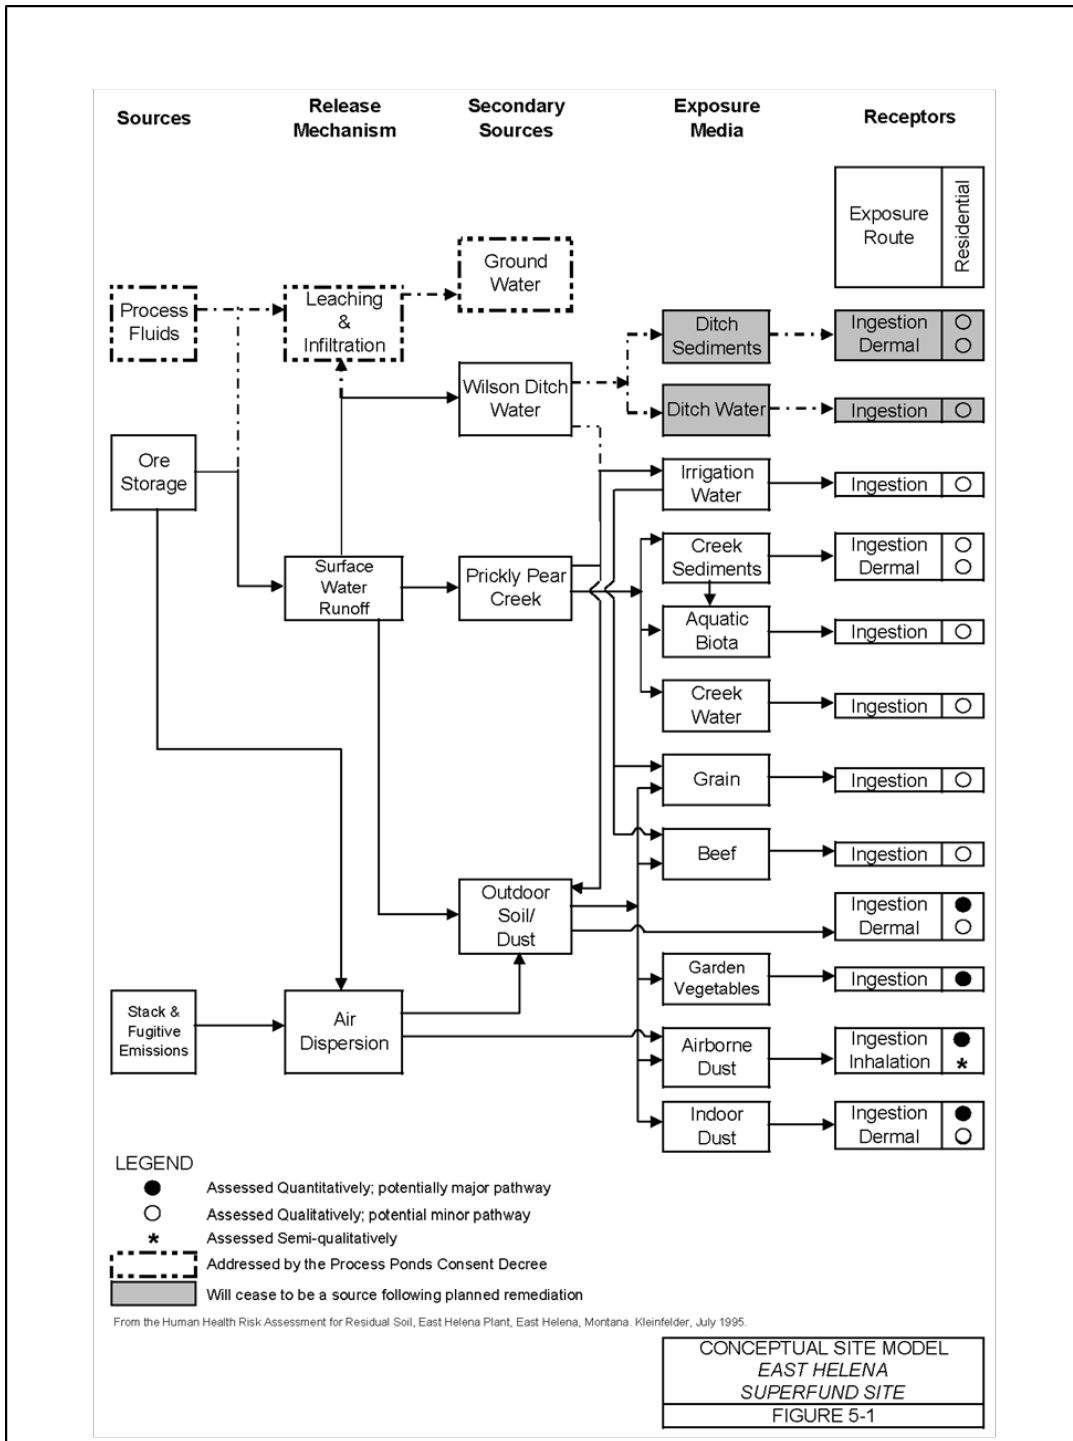 Sources
Release
Mechanism
Secondary
Sources
Exposure
Media
Receptors
Exposure
Route
Residential
Ground
Water
Process
Fluids
Leaching
&
Infiltration
Ditch
Sediments
Ingestion
Dermal
Wilson Ditch
Water
Ditch Water
Ingestion
Ore
Storage
Irrigation
Water
Ingestion
Surface
Water
Runoff
Prickly Pear
Creek
Creek
Sediments
Ingestion
Dermal
Aquatic
Biota
Ingestion
Creek
Water
Ingestion
Grain
Ingestion
Beef
Ingestion
Outdoor
Soil/
Dust
Ingestion
Dermal
Garden
Vegetables
Ingestion
Stack &
Fugitive
Emissions
Air
Dispersion
Airborne
Dust
Ingestion
Inhalation *
Indoor
Dust
Ingestion
Dermal
LEGEND
Assessed Quantitatively; potentially major pathway
Assessed Qualitatively; potential minor pathway
* Assessed Semi-qualitatively
Addressed by the Process Ponds Consent Decree
Will cease to be a source following planned remediation
From the Human Health Risk Assessment for Residual Soil, East Helena Plant, East Helena, Montana. Kleinfelder, July 1995.
CONCEPTUAL SITE MODEL
EAST HELENA
SUPERFUND SITE
FIGURE 5-1